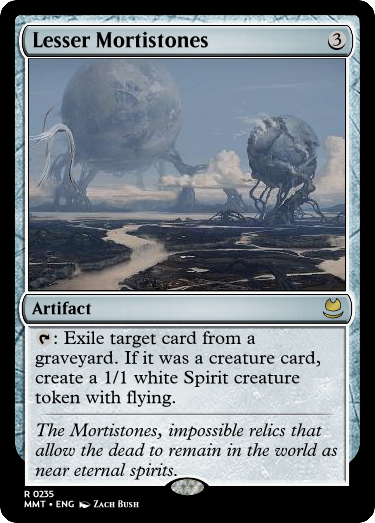 Lesser Mortistones 3
Artifact
: Exile target card from a
graveyard. If it was a creature card,
create a 1/1 white Spirit creature
token with flying.
The Mortistones, impossible relics that
allow the dead to remain in the world as
near eternal spirits.
R 0235
MMT • ENG Zach Bush